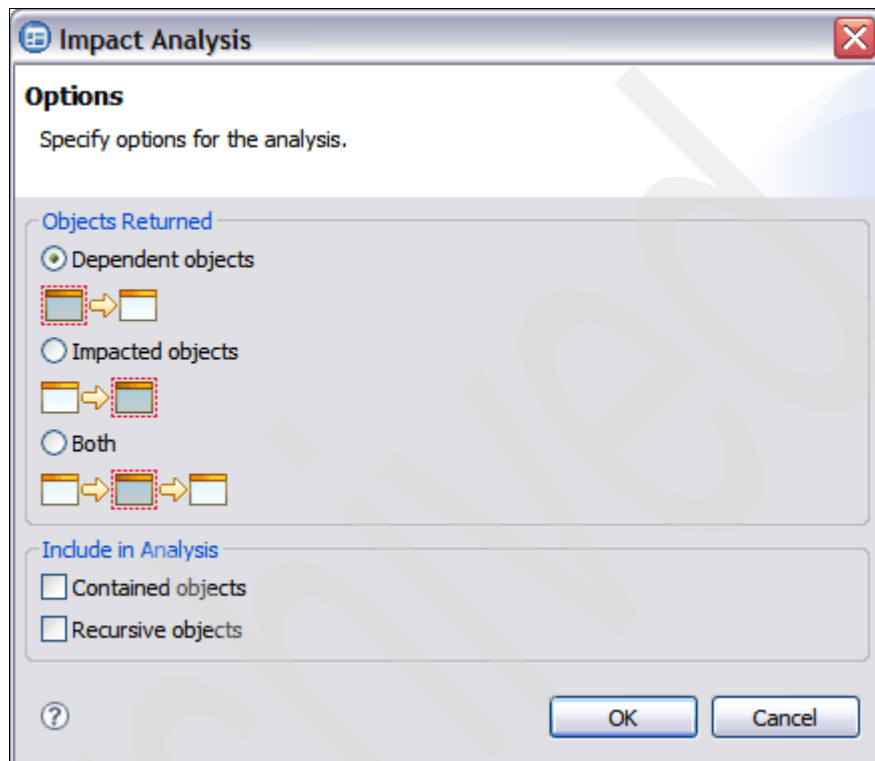 Impact Analysis
Options
Specify options for the analysis.
Objects Returned
Dependent objects
Impacted objects
Both
Include in Analysis
Contained objects
Recursive objects
?
OK
Cancel